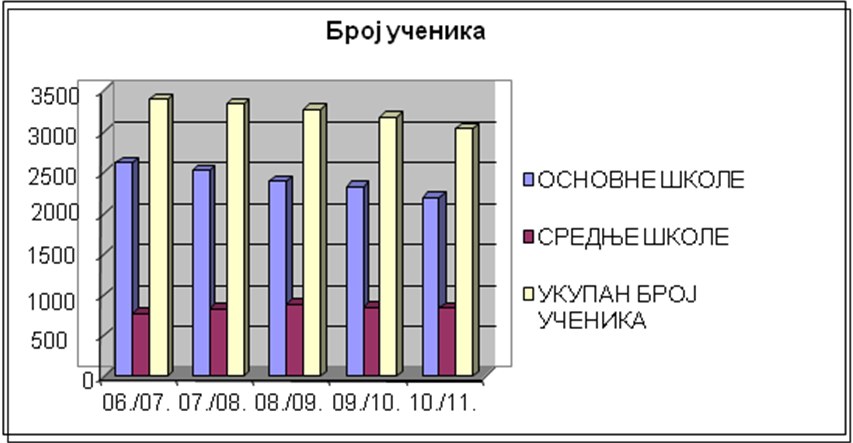 Број ученика
3500
3000
2500
2000
1500
1000
500
0
06./07. 07./08. 08./09. 09./10. 10./11.
ОСНОВНЕ ШКОЛЕ
СРЕДЊЕ ШКОЛЕ
УКУПАН БРОЈ
УЧЕНИКА